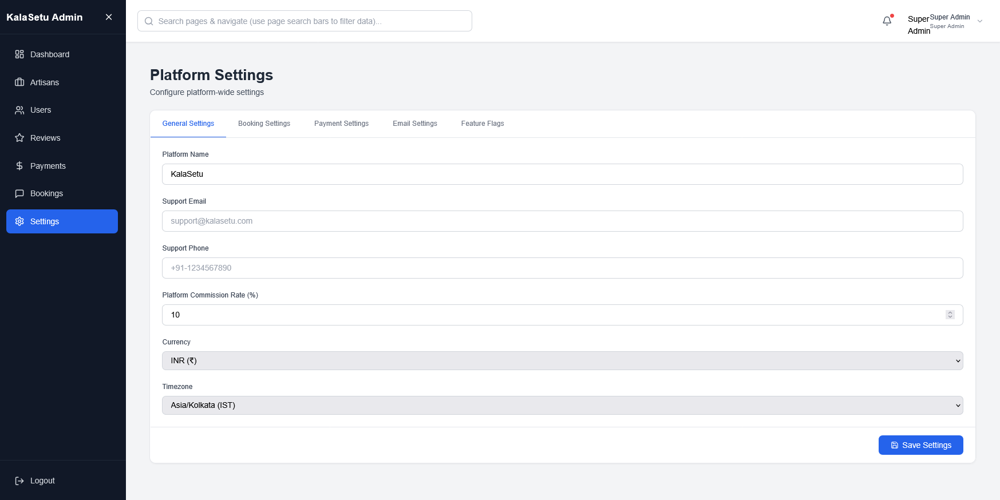 KalaSetu Admin
Search pages & navigate (use page search bars to filter data)...
Super
Admin
Super Admin
Super Admin
Dashboard
Artisans
Users
Reviews
Payments
Bookings
Settings
Logout
Platform Settings
Configure platform-wide settings
General Settings
Booking Settings
Payment Settings
Email Settings
Feature Flags
Platform Name
KalaSetu
Support Email
support@kalasetu.com
Support Phone
+91-1234567890
Platform Commission Rate (%)
10
Currency
INR (₹)
Timezone
Asia/Kolkata (IST)
Save Settings